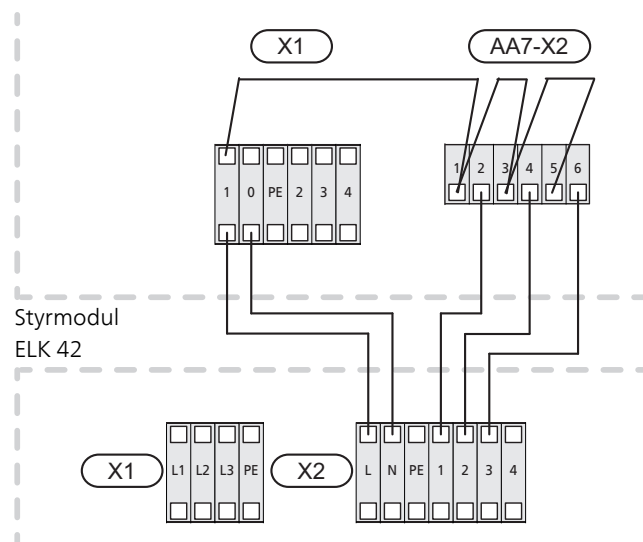 X1
AA7-X2
1 0 PE 2 3 4
1 2 3 4 5 6
Styrmodul
ELK 42
X1
L1 L2 L3 PE
X2
L N PE 1 2 3 4